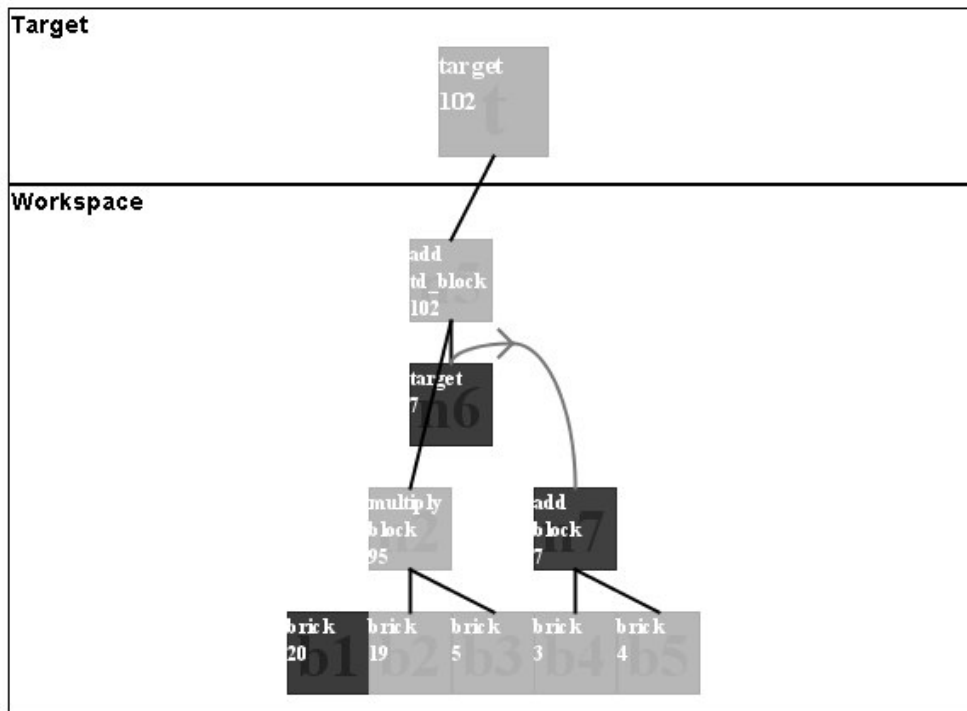 Target
target
102
t
Workspace
add
td_block
102
target
7
n6
multiply
block
95
add
block
7
n7
brick
20
b1
brick
19
b2
brick
5
b3
brick
3
b4
brick
4
b5